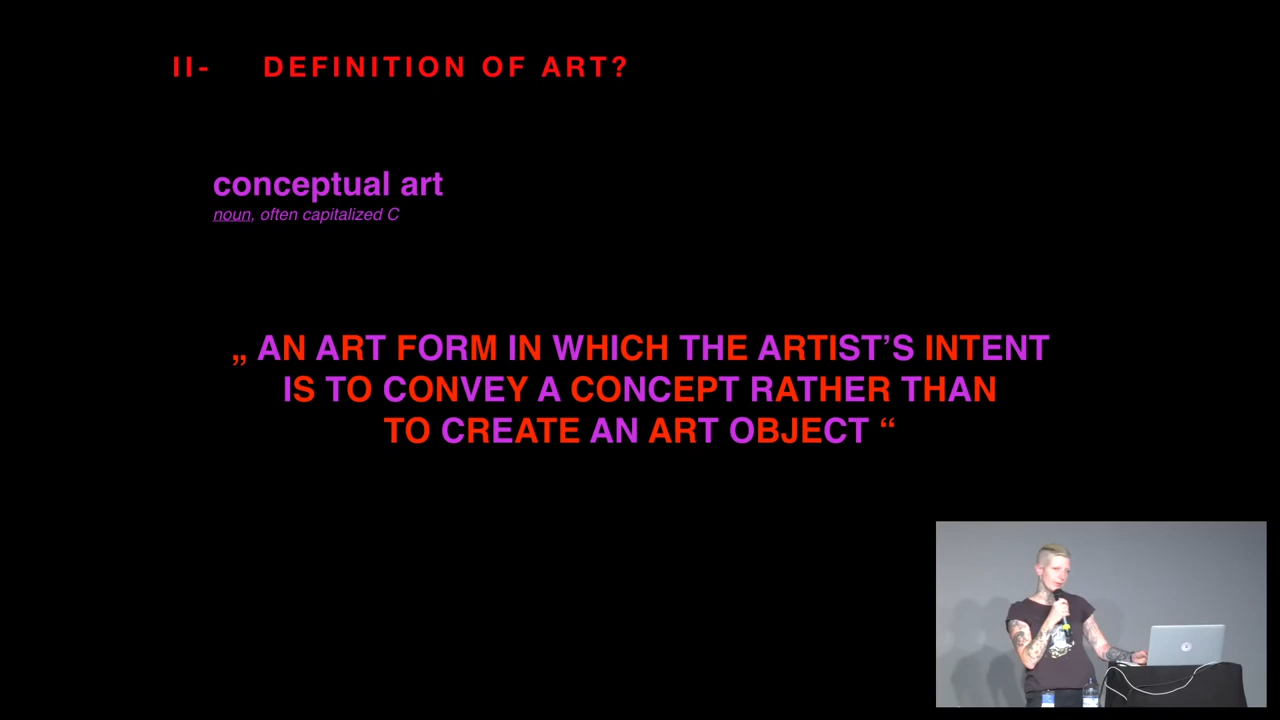 II- DEFINITION OF ART?
conceptual art
noun, often capitalized C
„ AN ART FORM IN WHICH THE ARTIST’S INTENT
IS TO CONVEY A CONCEPT RATHER THAN
TO CREATE AN ART OBJECT “